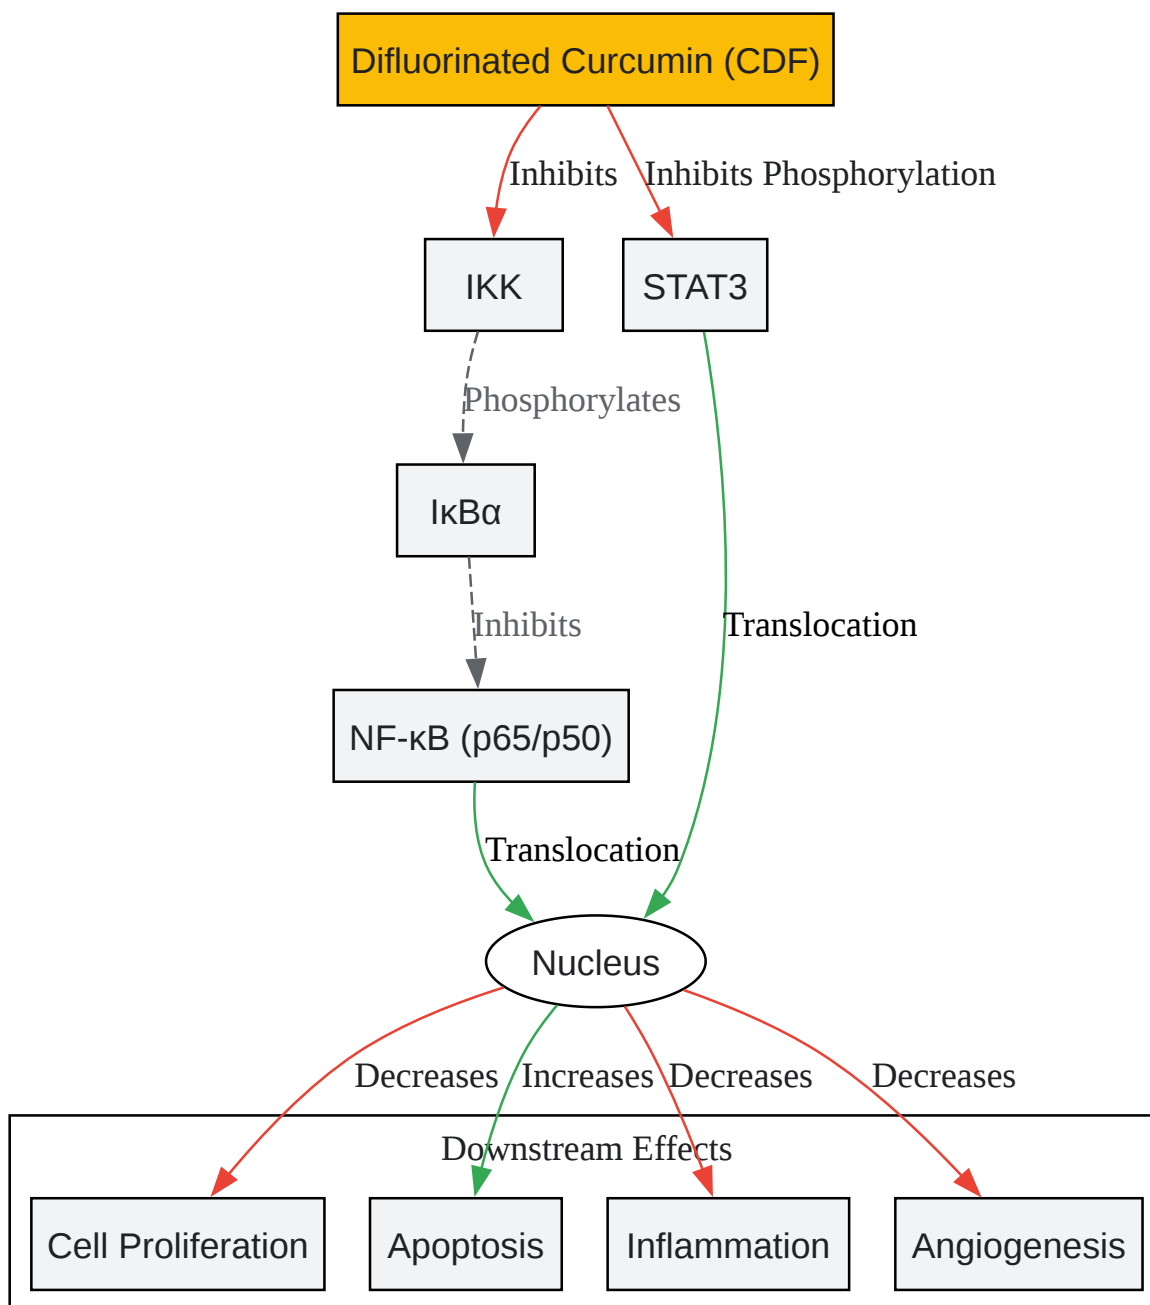 Difluorinated Curcumin (CDF)
Inhibits
Inhibits Phosphorylation
IKK
STAT3
Phosphorylates
IκBα
Inhibits
Translocation
NF-κB (p65/p50)
Translocation
Nucleus
Decreases
Increases
Decreases
Decreases
Downstream Effects
Cell Proliferation
Apoptosis
Inflammation
Angiogenesis